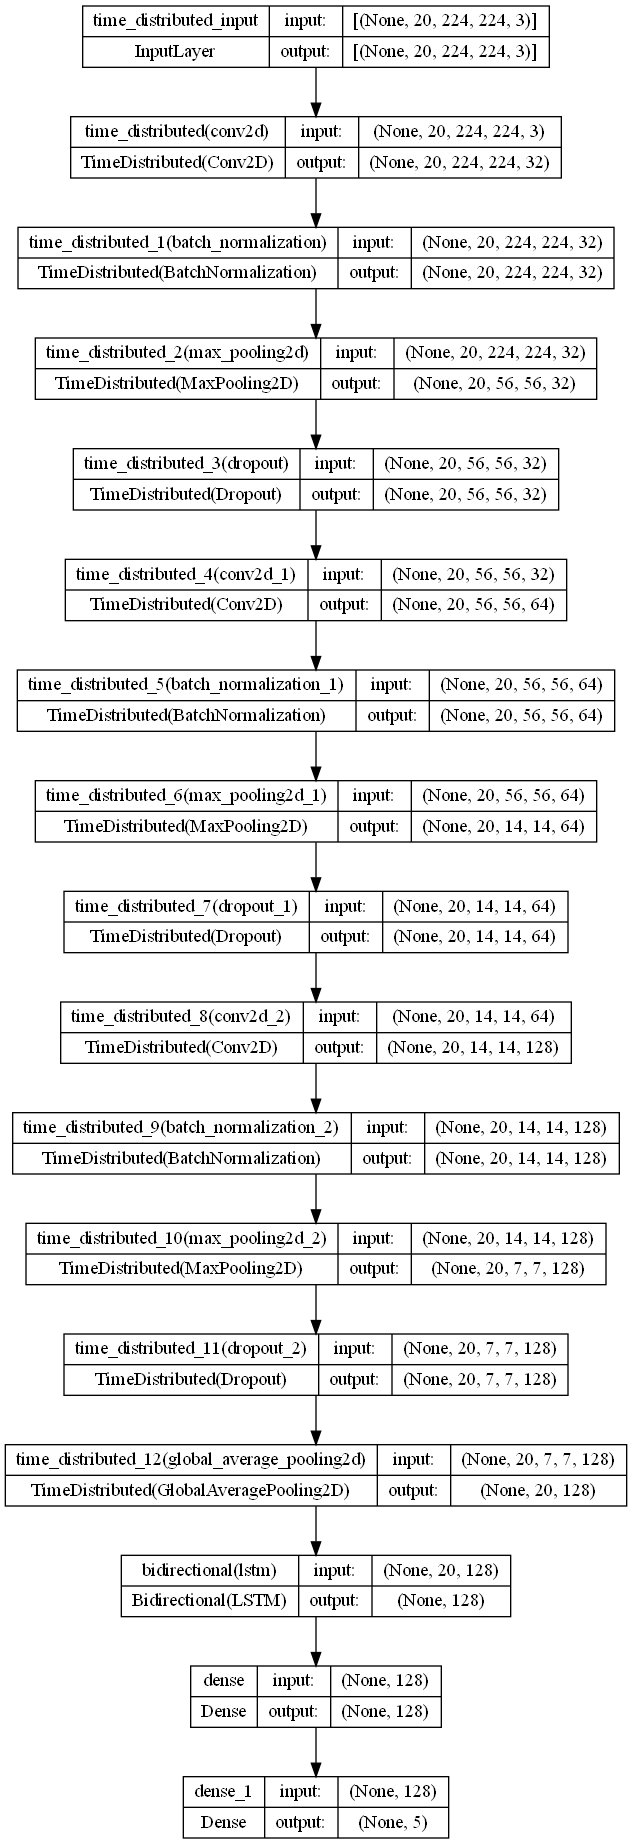 time_distributed_input input: [(None, 20, 224, 224, 3)]
InputLayer output: [(None, 20, 224, 224, 3)]
time_distributed(conv2d) input: (None, 20, 224, 224, 3)
TimeDistributed(Conv2D) output: (None, 20, 224, 224, 32)
time_distributed_1(batch_normalization) input: (None, 20, 224, 224, 32)
TimeDistributed(BatchNormalization) output: (None, 20, 224, 224, 32)
time_distributed_2(max_pooling2d) input: (None, 20, 224, 224, 32)
TimeDistributed(MaxPooling2D) output: (None, 20, 56, 56, 32)
time_distributed_3(dropout) input: (None, 20, 56, 56, 32)
TimeDistributed(Dropout) output: (None, 20, 56, 56, 32)
time_distributed_4(conv2d_1) input: (None, 20, 56, 56, 32)
TimeDistributed(Conv2D) output: (None, 20, 56, 56, 64)
time_distributed_5(batch_normalization_1) input: (None, 20, 56, 56, 64)
TimeDistributed(BatchNormalization) output: (None, 20, 56, 56, 64)
time_distributed_6(max_pooling2d_1) input: (None, 20, 56, 56, 64)
TimeDistributed(MaxPooling2D) output: (None, 20, 14, 14, 64)
time_distributed_7(dropout_1) input: (None, 20, 14, 14, 64)
TimeDistributed(Dropout) output: (None, 20, 14, 14, 64)
time_distributed_8(conv2d_2) input: (None, 20, 14, 14, 64)
TimeDistributed(Conv2D) output: (None, 20, 14, 14, 128)
time_distributed_9(batch_normalization_2) input: (None, 20, 14, 14, 128)
TimeDistributed(BatchNormalization) output: (None, 20, 14, 14, 128)
time_distributed_10(max_pooling2d_2) input: (None, 20, 14, 14, 128)
TimeDistributed(MaxPooling2D) output: (None, 20, 7, 7, 128)
time_distributed_11(dropout_2) input: (None, 20, 7, 7, 128)
TimeDistributed(Dropout) output: (None, 20, 7, 7, 128)
time_distributed_12(global_average_pooling2d) input: (None, 20, 7, 7, 128)
TimeDistributed(GlobalAveragePooling2D) output: (None, 20, 128)
bidirectional(lstm) input: (None, 20, 128)
Bidirectional(LSTM) output: (None, 128)
dense input: (None, 128)
Dense output: (None, 128)
dense_1 input: (None, 128)
Dense output: (None, 5)